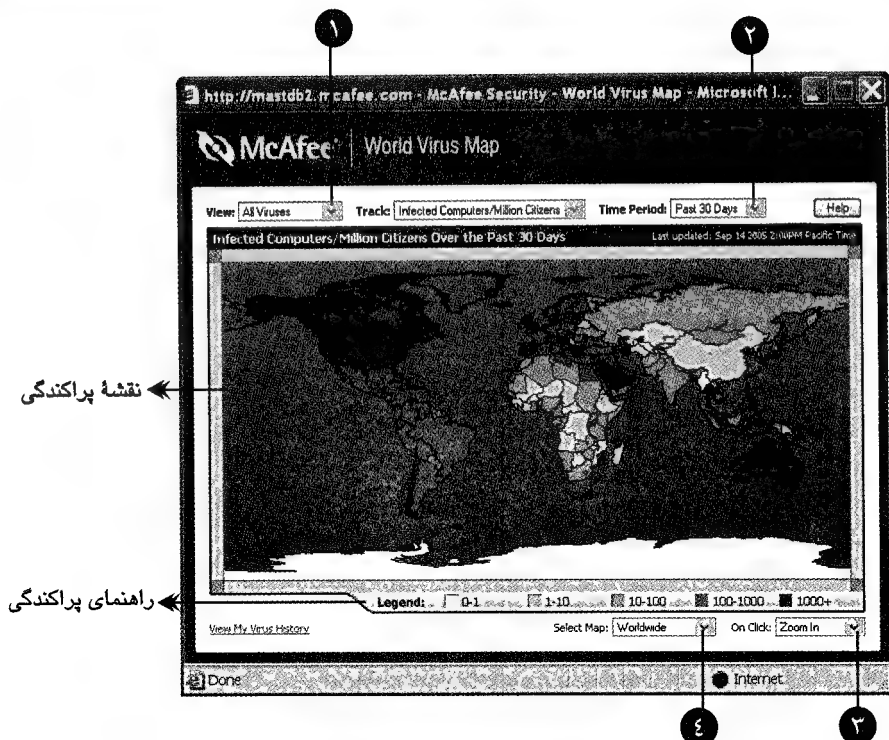 ۱
۲
http://mastdb2.mcafee.com - McAfee Security - World Virus Map - Microsoft I...
McAfee® World Virus Map
View: All Viruses Track: Infected Computers/Million Citizens Time Period: Past 30 Days Help
Infected Computers/Million Citizens Over the Past 30 Days Last updated: Sep 14 2005 2:00PM Pacific Time
نقشهٔ پراکندگی
راهنمای پراکندگی
Legend: 0-1 1-10 10-100 100-1000 1000+
View My Virus History Select Map: Worldwide On Click: Zoom In
Done Internet
٤
۳